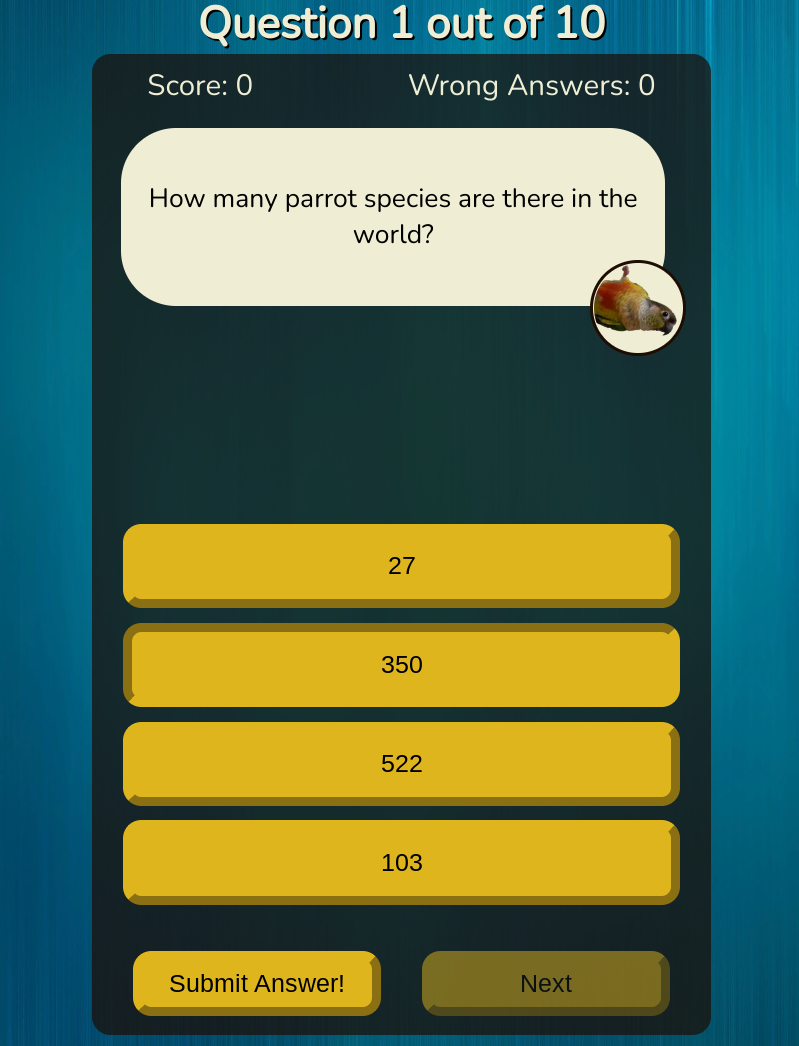 Question 1 out of 10
Score: 0 Wrong Answers: 0
How many parrot species are there in the
world?
27
350
522
103
Submit Answer! Next